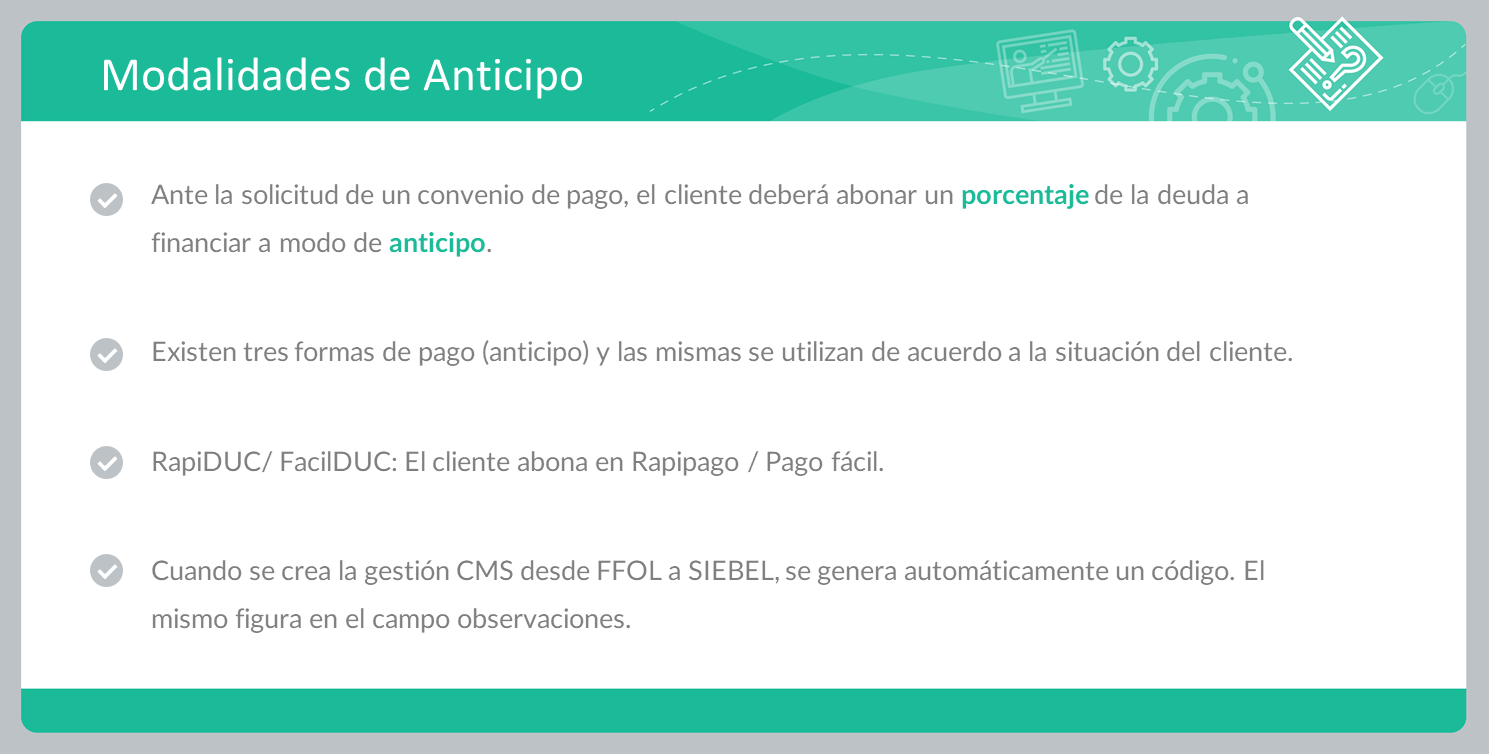 Modalidades de Anticipo
Ante la solicitud de un convenio de pago, el cliente deberá abonar un porcentaje de la deuda a
financiar a modo de anticipo.
Existen tres formas de pago (anticipo) y las mismas se utilizan de acuerdo a la situación del cliente.
RapiDUC/ FacilDUC: El cliente abona en Rapipago / Pago fácil.
Cuando se crea la gestión CMS desde FFOL a SIEBEL, se genera automáticamente un código. El
mismo figura en el campo observaciones.